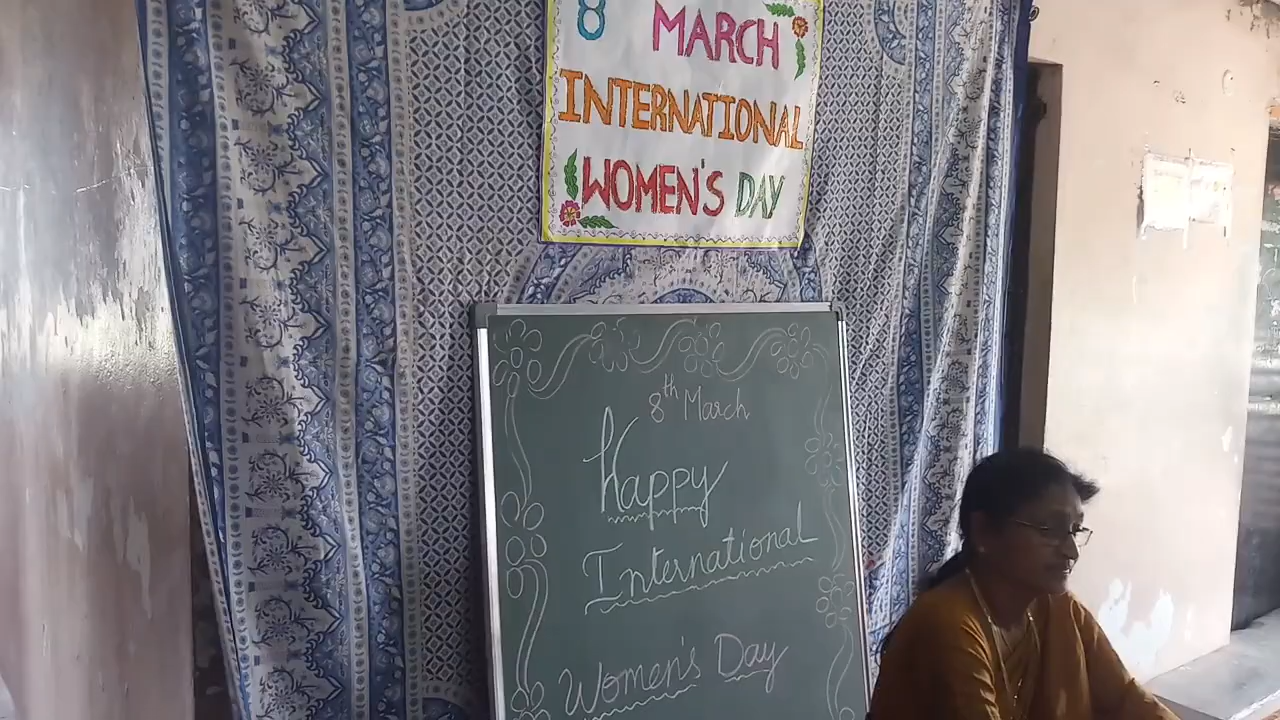 8 MARCH
INTERNATIONAL
WOMEN'S DAY
8th March
Happy
International
Women's Day